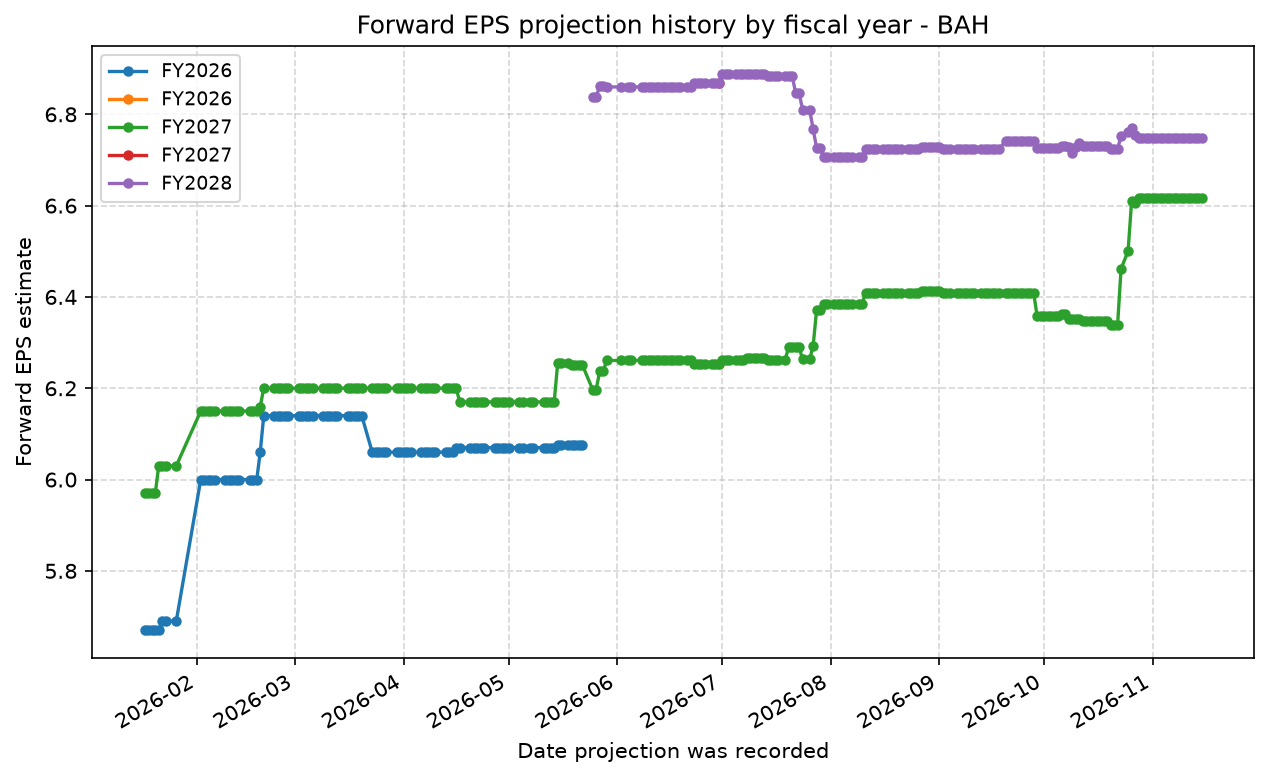 Forward EPS projection history by fiscal year - BAH
FY2026
FY2026
FY2027
FY2027
FY2028
Forward EPS estimate
6.8
6.6
6.4
6.2
6.0
5.8
2026-02
2026-03
2026-04
2026-05
2026-06
2026-07
2026-08
2026-09
2026-10
2026-11
Date projection was recorded